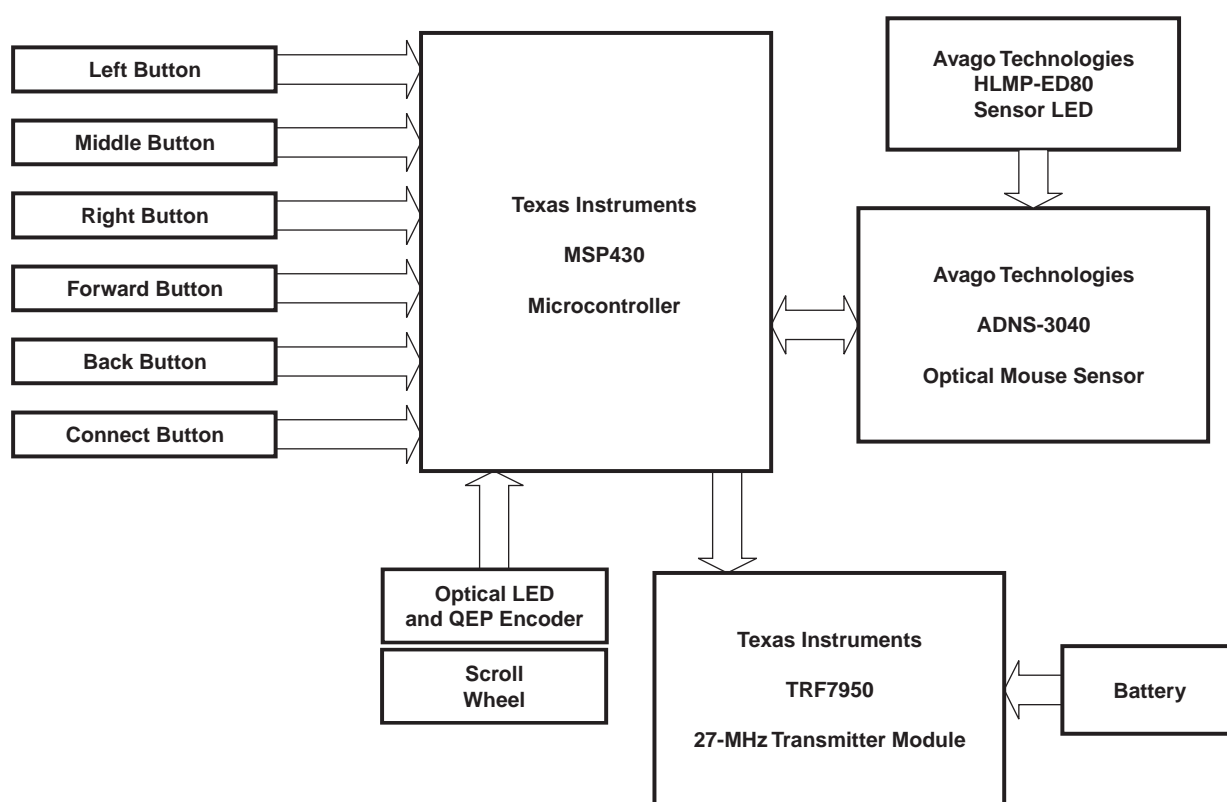 Left Button
Middle Button
Right Button
Forward Button
Back Button
Connect Button
Texas Instruments
MSP430
Microcontroller
Avago Technologies
HLMP-ED80
Sensor LED
Avago Technologies
ADNS-3040
Optical Mouse Sensor
Optical LED
and QEP Encoder
Scroll
Wheel
Texas Instruments
TRF7950
27-MHz Transmitter Module
Battery